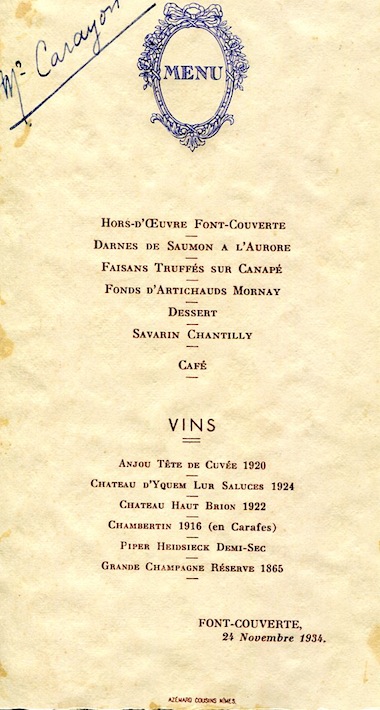 Mr Carayon
MENU
HORS-D'ŒUVRE FONT-COUVERTE
DARNES DE SAUMON A L'AURORE
FAISANS TRUFFÉS SUR CANAPÉ
FONDS D'ARTICHAUDS MORNAY
DESSERT
SAVARIN CHANTILLY
CAFÉ
VINS
ANJOU TÊTE DE CUVÉE 1920
CHATEAU D'YQUEM LUR SALUCES 1924
CHATEAU HAUT BRION 1922
CHAMBERTIN 1916 (en Carafes)
PIPER HEIDSIECK DEMI-SEC
GRANDE CHAMPAGNE RÉSERVE 1865
FONT-COUVERTE,
24 Novembre 1934.
AZÉMARD COUSINS NÎMES.